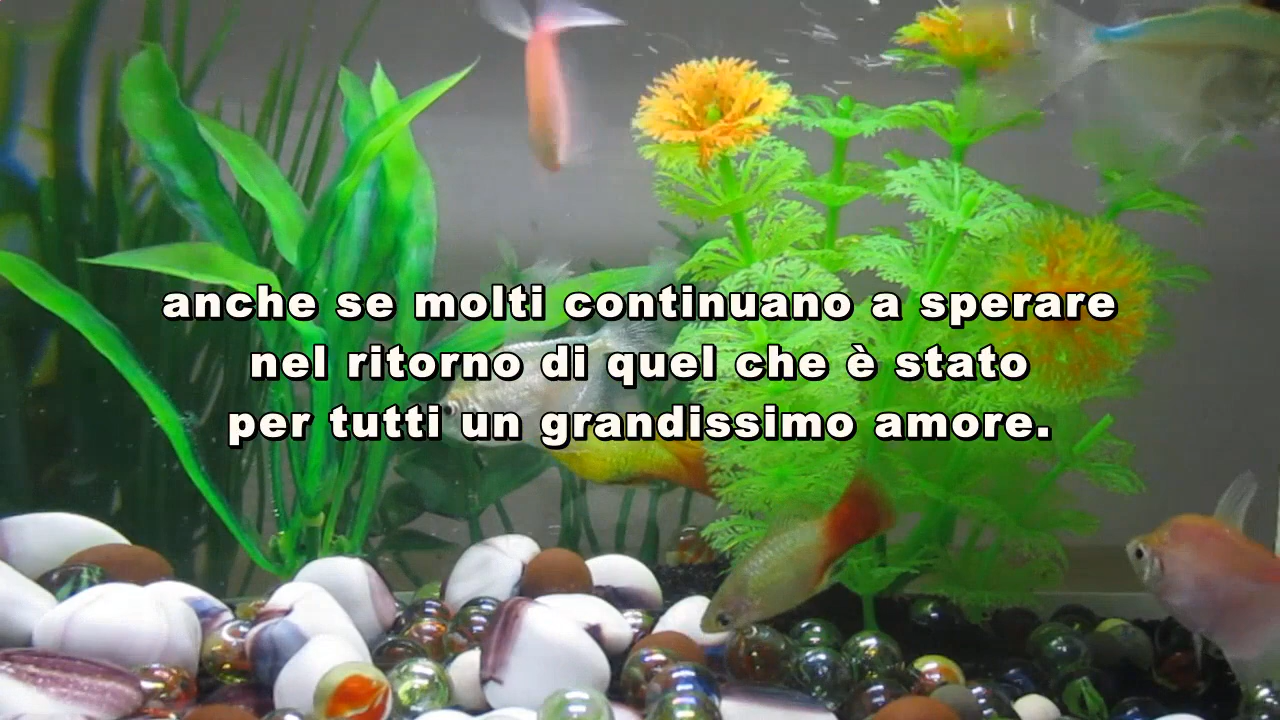 anche se molti continuano a sperare
nel ritorno di quel che è stato
per tutti un grandissimo amore.